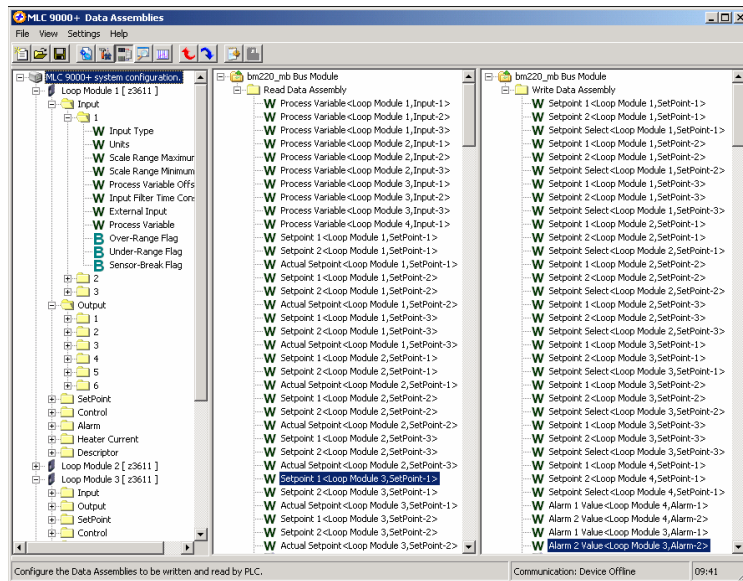 MLC 9000+ Data Assemblies
File View Settings Help
MLC 9000+ system configuration.
Loop Module 1 [ z3611 ]
Input
1
Input Type
Units
Scale Range Maximum
Scale Range Minimum
Process Variable Offs
Input Filter Time Cons
External Input
Process Variable
Over-Range Flag
Under-Range Flag
Sensor-Break Flag
2
3
Output
1
2
3
4
5
6
SetPoint
Control
Alarm
Heater Current
Descriptor
Loop Module 2 [ z3611 ]
Loop Module 3 [ z3611 ]
Input
Output
SetPoint
Control
bm220_mb Bus Module
Read Data Assembly
W Process Variable<Loop Module 1,Input-1>
W Process Variable<Loop Module 1,Input-2>
W Process Variable<Loop Module 1,Input-3>
W Process Variable<Loop Module 2,Input-1>
W Process Variable<Loop Module 2,Input-2>
W Process Variable<Loop Module 2,Input-3>
W Process Variable<Loop Module 3,Input-1>
W Process Variable<Loop Module 3,Input-2>
W Process Variable<Loop Module 3,Input-3>
W Process Variable<Loop Module 4,Input-1>
W Setpoint 1<Loop Module 1,SetPoint-1>
W Setpoint 2<Loop Module 1,SetPoint-1>
W Actual Setpoint<Loop Module 1,SetPoint-1>
W Setpoint 1<Loop Module 1,SetPoint-2>
W Setpoint 2<Loop Module 1,SetPoint-2>
W Actual Setpoint<Loop Module 1,SetPoint-2>
W Setpoint 1<Loop Module 1,SetPoint-3>
W Setpoint 2<Loop Module 1,SetPoint-3>
W Actual Setpoint<Loop Module 1,SetPoint-3>
W Setpoint 1<Loop Module 2,SetPoint-1>
W Setpoint 2<Loop Module 2,SetPoint-1>
W Actual Setpoint<Loop Module 2,SetPoint-1>
W Setpoint 1<Loop Module 2,SetPoint-2>
W Setpoint 2<Loop Module 2,SetPoint-2>
W Actual Setpoint<Loop Module 2,SetPoint-2>
W Setpoint 1<Loop Module 2,SetPoint-3>
W Setpoint 2<Loop Module 2,SetPoint-3>
W Actual Setpoint<Loop Module 2,SetPoint-3>
W Setpoint 1<Loop Module 3,SetPoint-1>
W Setpoint 2<Loop Module 3,SetPoint-1>
W Actual Setpoint<Loop Module 3,SetPoint-1>
W Setpoint 1<Loop Module 3,SetPoint-2>
W Setpoint 2<Loop Module 3,SetPoint-2>
W Actual Setpoint<Loop Module 3,SetPoint-2>
bm220_mb Bus Module
Write Data Assembly
W Setpoint 1<Loop Module 1,SetPoint-1>
W Setpoint 2<Loop Module 1,SetPoint-1>
W Setpoint Select<Loop Module 1,SetPoint-1>
W Setpoint 1<Loop Module 1,SetPoint-2>
W Setpoint 2<Loop Module 1,SetPoint-2>
W Setpoint Select<Loop Module 1,SetPoint-2>
W Setpoint 1<Loop Module 1,SetPoint-3>
W Setpoint 2<Loop Module 1,SetPoint-3>
W Setpoint Select<Loop Module 1,SetPoint-3>
W Setpoint 1<Loop Module 2,SetPoint-1>
W Setpoint 2<Loop Module 2,SetPoint-1>
W Setpoint Select<Loop Module 2,SetPoint-1>
W Setpoint 1<Loop Module 2,SetPoint-2>
W Setpoint 2<Loop Module 2,SetPoint-2>
W Setpoint Select<Loop Module 2,SetPoint-2>
W Setpoint 1<Loop Module 2,SetPoint-3>
W Setpoint 2<Loop Module 2,SetPoint-3>
W Setpoint Select<Loop Module 2,SetPoint-3>
W Setpoint 1<Loop Module 3,SetPoint-1>
W Setpoint 2<Loop Module 3,SetPoint-1>
W Setpoint Select<Loop Module 3,SetPoint-1>
W Setpoint 1<Loop Module 3,SetPoint-2>
W Setpoint 2<Loop Module 3,SetPoint-2>
W Setpoint Select<Loop Module 3,SetPoint-2>
W Setpoint 1<Loop Module 3,SetPoint-3>
W Setpoint 2<Loop Module 3,SetPoint-3>
W Setpoint Select<Loop Module 3,SetPoint-3>
W Setpoint 1<Loop Module 4,SetPoint-1>
W Setpoint 2<Loop Module 4,SetPoint-1>
W Setpoint Select<Loop Module 4,SetPoint-1>
W Alarm 1 Value<Loop Module 4,Alarm-1>
W Alarm 2 Value<Loop Module 4,Alarm-2>
W Alarm 1 Value<Loop Module 3,Alarm-1>
W Alarm 2 Value<Loop Module 3,Alarm-2>
Configure the Data Assemblies to be written and read by PLC.
Communication: Device Offline
09:41